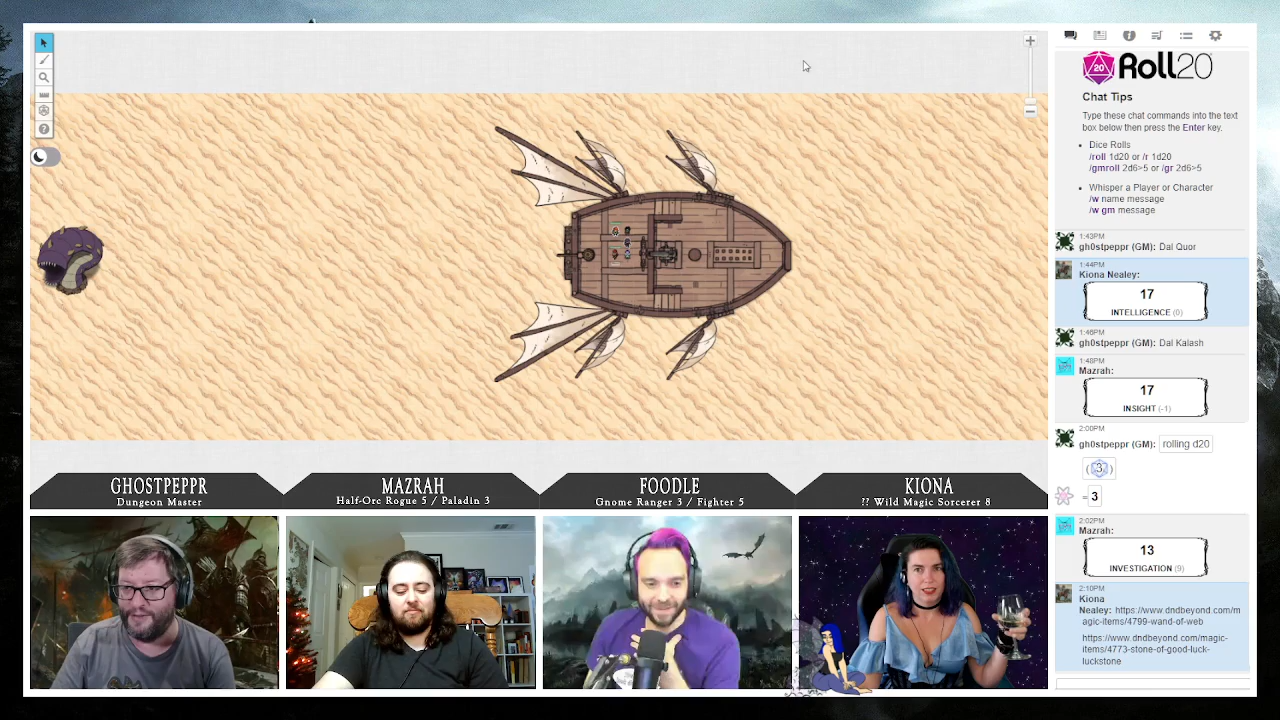 20
Roll20
Chat Tips
Type these chat commands into the text
box below then press the Enter key.
• Dice Rolls
/roll 1d20 or /r 1d20
/gmroll 2d6>5 or /gr 2d6>5
• Whisper a Player or Character
/w name message
/w gm message
1:43PM
gh0stpeppr (GM): Dal Quor
1:44PM
Kiona Nealey:
17
INTELLIGENCE (0)
1:46PM
gh0stpeppr (GM): Dal Kalash
1:48PM
Mazrah:
17
INSIGHT (-1)
2:00PM
gh0stpeppr (GM): rolling d20
(3)
= 3
2:02PM
Mazrah:
13
INVESTIGATION (9)
2:10PM
Kiona
Nealey: https://www.dndbeyond.com/m
agic-items/4799-wand-of-web
https://www.dndbeyond.com/magic-
items/4773-stone-of-good-luck-
luckstone
GHOSTPEPPR
Dungeon Master
MAZRAH
Half-Orc Rogue 5 / Paladin 3
FOODLE
Gnome Ranger 3 / Fighter 5
KIONA
?? Wild Magic Sorcerer 8